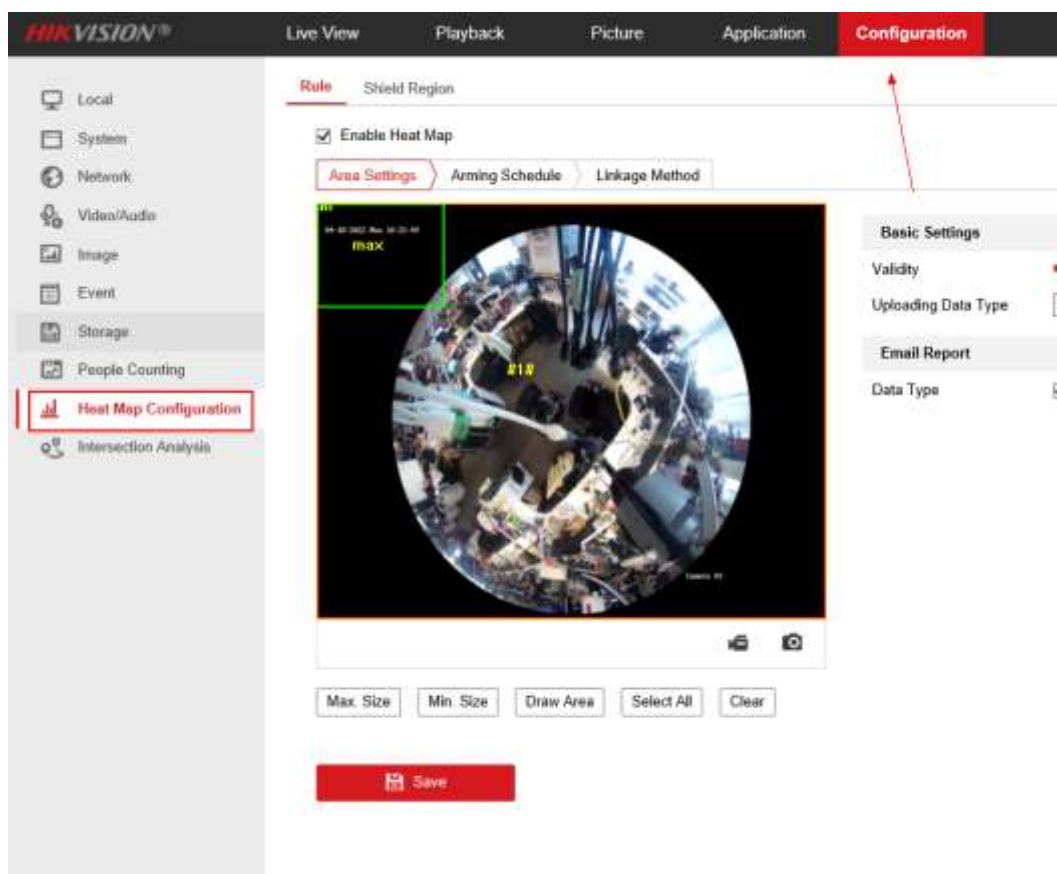 HIKVISION®
Live View Playback Picture Application Configuration
Local
System
Network
Video/Audio
Image
Event
Storage
People Counting
Heat Map Configuration
Intersection Analysis
Rule Shield Region
Enable Heat Map
Area Settings Arming Schedule Linkage Method
max
#1#
Basic Settings
Validity
Uploading Data Type
Email Report
Data Type
Max. Size Min. Size Draw Area Select All Clear
Save